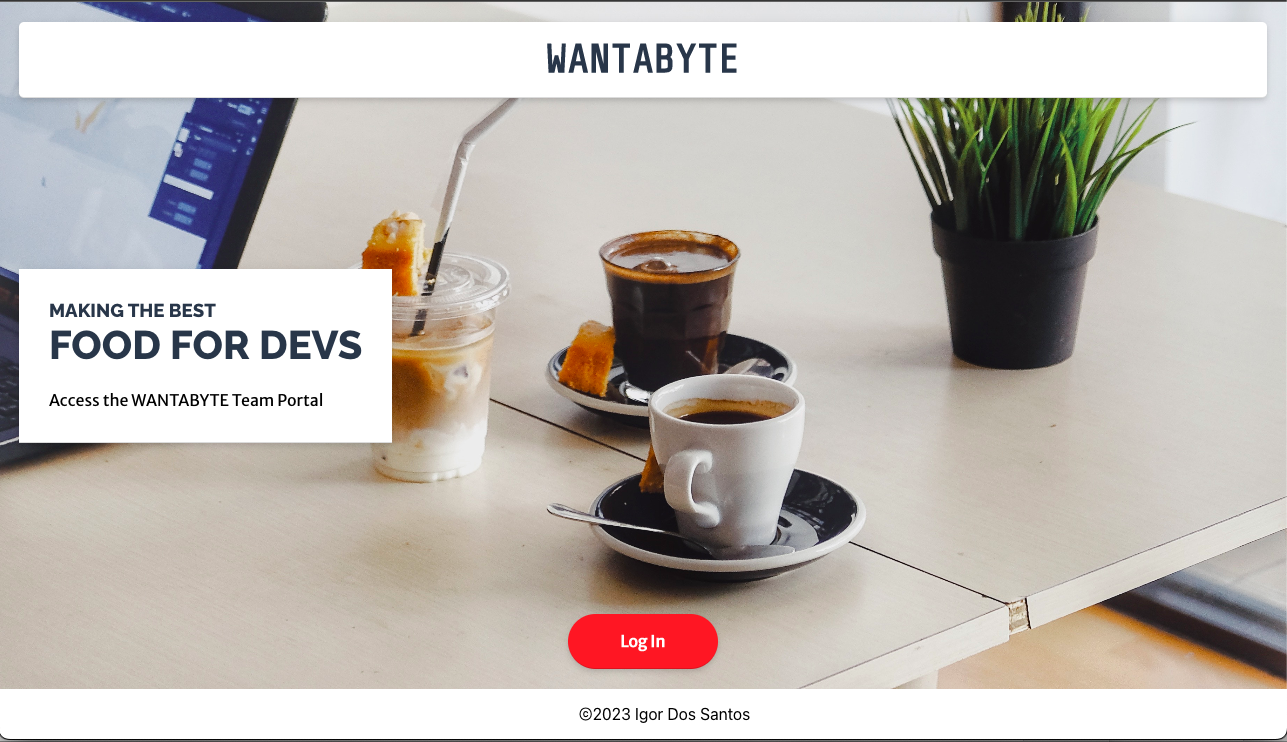 WANTABYTE
MAKING THE BEST
FOOD FOR DEVS
Access the WANTABYTE Team Portal
Log In
©2023 Igor Dos Santos